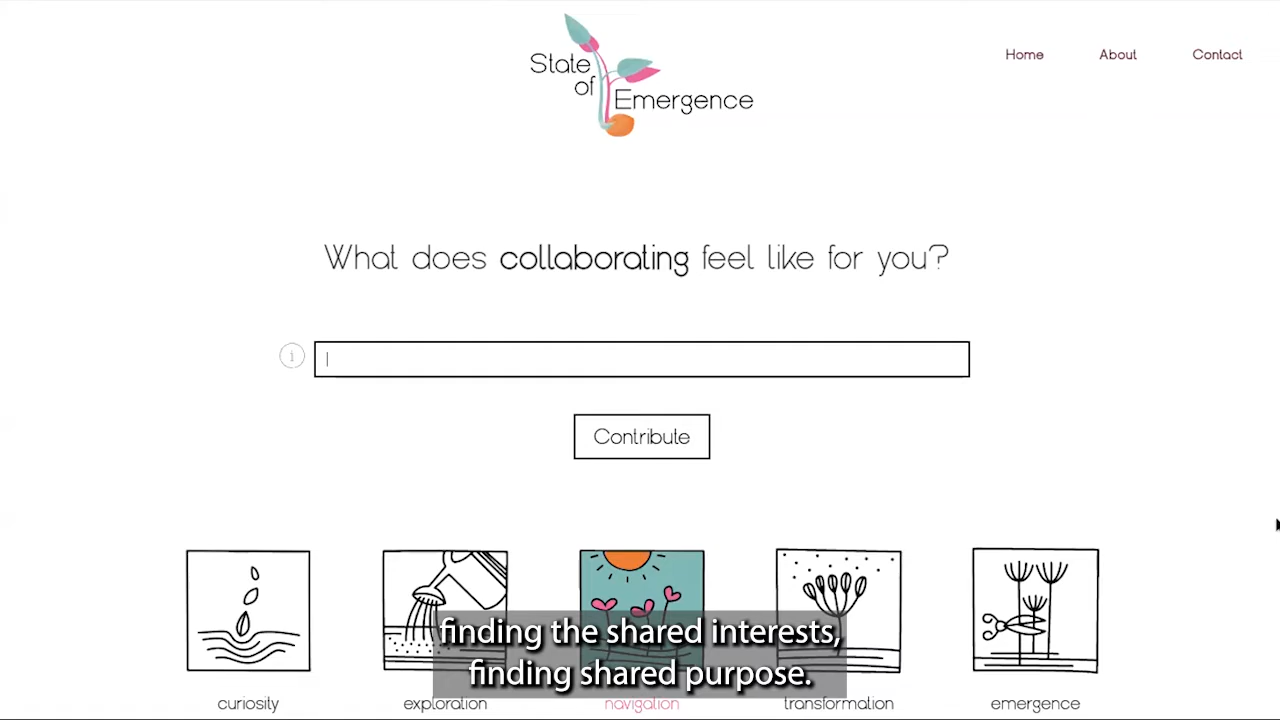 State
of
Emergence
Home About Contact
What does collaborating feel like for you?
i
Contribute
finding the shared interests,
finding shared purpose.
curiosity exploration navigation transformation emergence